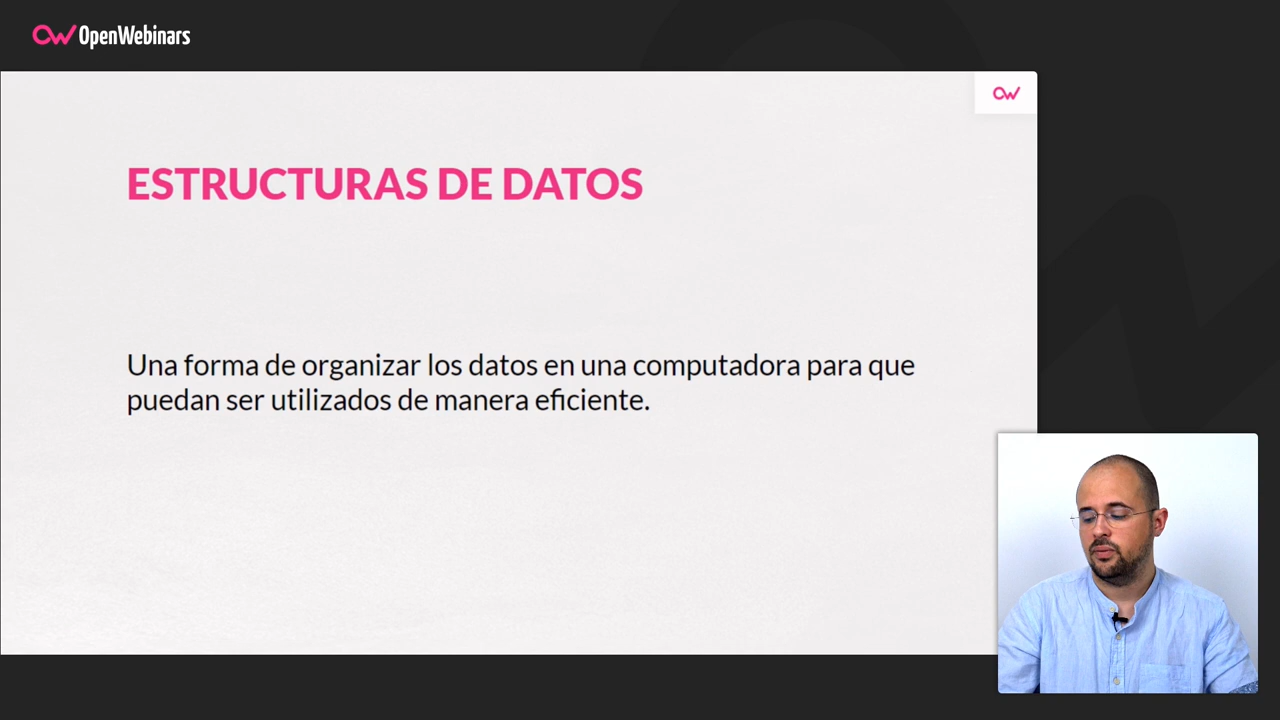 OpenWebinars
ESTRUCTURAS DE DATOS
Una forma de organizar los datos en una computadora para que
puedan ser utilizados de manera eficiente.